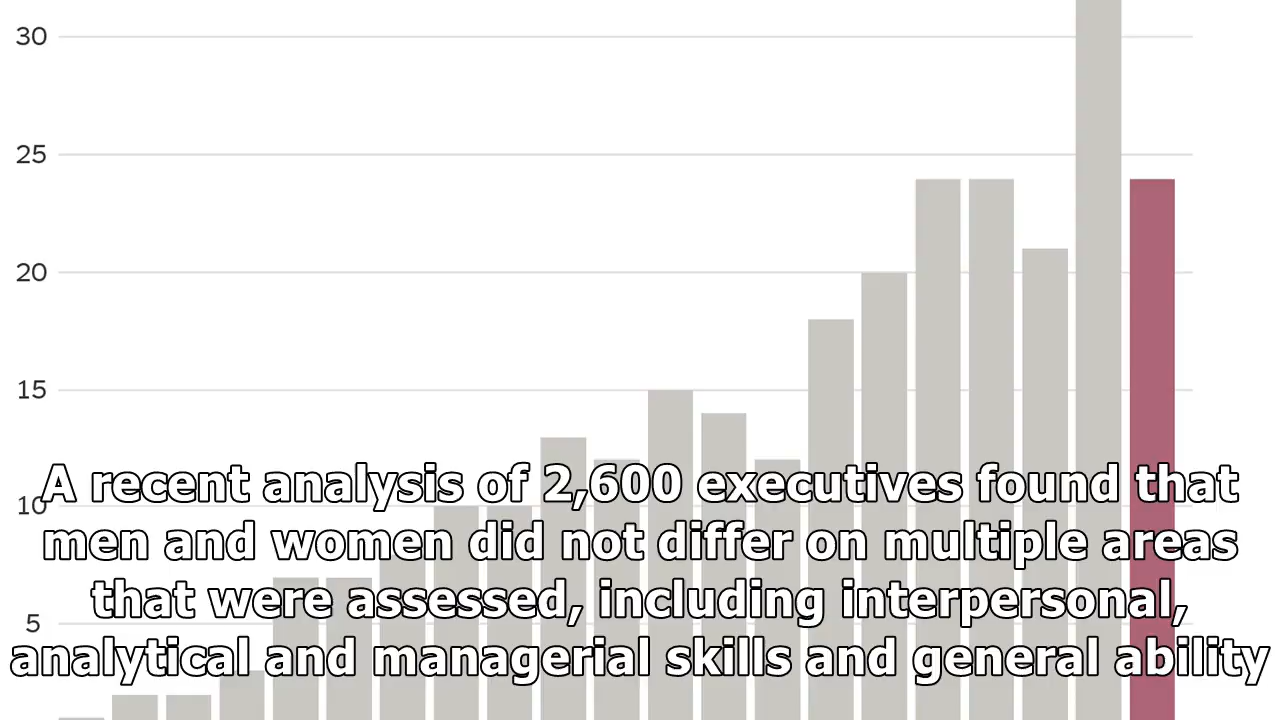 30
25
20
15
10
5
A recent analysis of 2,600 executives found that
men and women did not differ on multiple areas
that were assessed, including interpersonal,
analytical and managerial skills and general ability